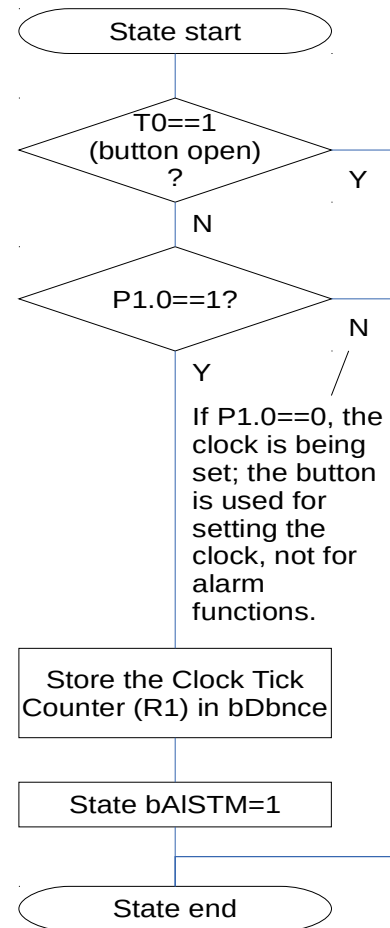 State start
T0==1
(button open)
?
Y
N
P1.0==1?
N
Y
If P1.0==0, the
clock is being
set; the button
is used for
setting the
clock, not for
alarm
functions.
Store the Clock Tick
Counter (R1) in bDbnce
State bAlSTM=1
State end